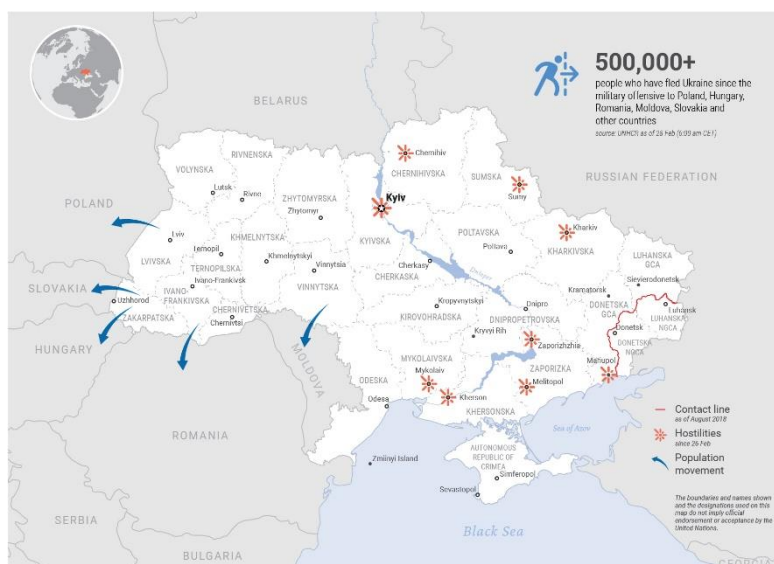 500,000+
people who have fled Ukraine since the
military offensive to Poland, Hungary,
Romania, Moldova, Slovakia and
other countries
source: UNHCR as of 28 Feb (6:00 am CET)
BELARUS
RUSSIAN FEDERATION
POLAND
SLOVAKIA
HUNGARY
ROMANIA
MOLDOVA
SERBIA
BULGARIA
GEORGIA
VOLYNSKA
Lutsk
RIVNENSKA
Rivne
ZHYTOMYRSKA
Zhytomyr
Kyiv
KYIVSKA
Chernihiv
CHERNIHIVSKA
SUMSKA
Sumy
Lviv
LVIVSKA
Ternopil
TERNOPILSKA
KHMELNYTSKA
Khmelnytskyi
Vinnytsia
VINNYTSKA
Cherkasy
CHERKASKA
POLTAVSKA
Poltava
Kharkiv
KHARKIVSKA
LUHANSKA
GCA
Sievierodonetsk
Luhansk
LUHANSKA
NGCA
Uzhhorod
ZAKARPATSKA
Ivano-Frankivsk
IVANO-
FRANKIVSKA
CHERNIVETSKA
Chernivtsi
Kropyvnytskyi
KIROVOHRADSKA
Dnipro
DNIPROPETROVSKA
Kryvyi Rih
Kramatorsk
DONETSKA
GCA
Donetsk
DONETSKA
NGCA
Zaporizhzhia
ZAPORIZKA
Melitopol
Mariupol
MYKOLAIVSKA
Mykolaiv
ODESKA
Odesa
Kherson
KHERSONSKA
Zmiinyi Island
AUTONOMOUS
REPUBLIC OF
CRIMEA
Simferopol
Sevastopol
Sea of Azov
Black Sea
Contact line
as of August 2018
Hostilities
since 26 Feb
Population
movement
The boundaries and names shown
and the designations used on this
map do not imply official
endorsement or acceptance by the
United Nations.